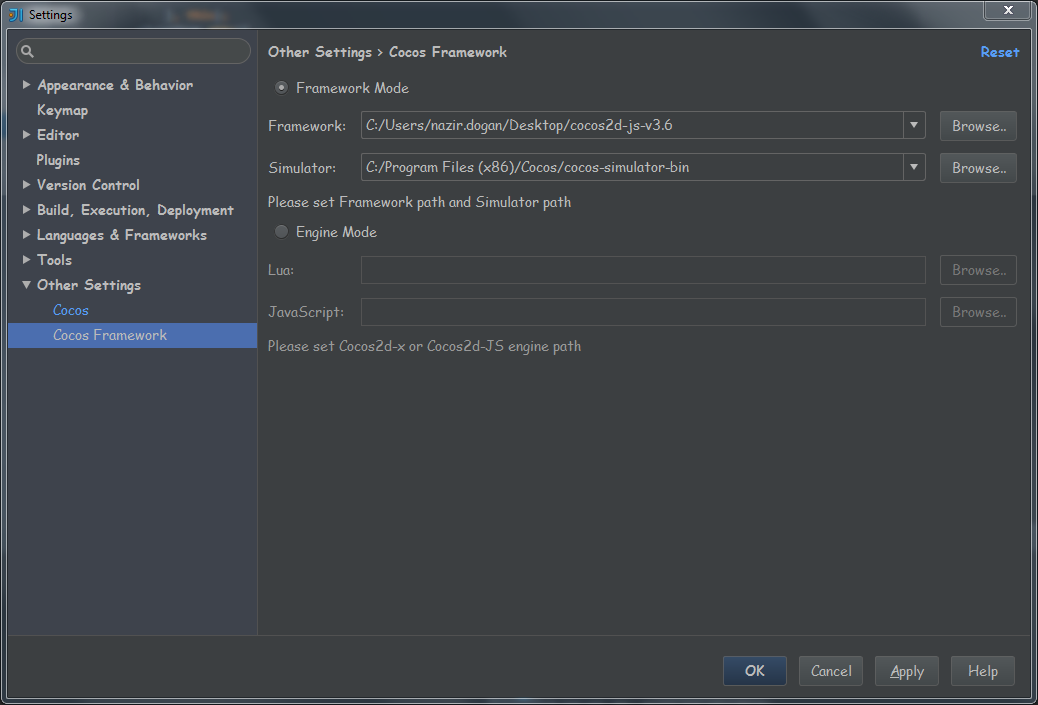 Settings
Other Settings › Cocos Framework
Reset
Appearance & Behavior
Keymap
Editor
Plugins
Version Control
Build, Execution, Deployment
Languages & Frameworks
Tools
Other Settings
Cocos
Cocos Framework
Framework Mode
Framework: C:/Users/nazir.dogan/Desktop/cocos2d-js-v3.6 Browse..
Simulator: C:/Program Files (x86)/Cocos/cocos-simulator-bin Browse..
Please set Framework path and Simulator path
Engine Mode
Lua: Browse..
JavaScript: Browse..
Please set Cocos2d-x or Cocos2d-JS engine path
OK Cancel Apply Help